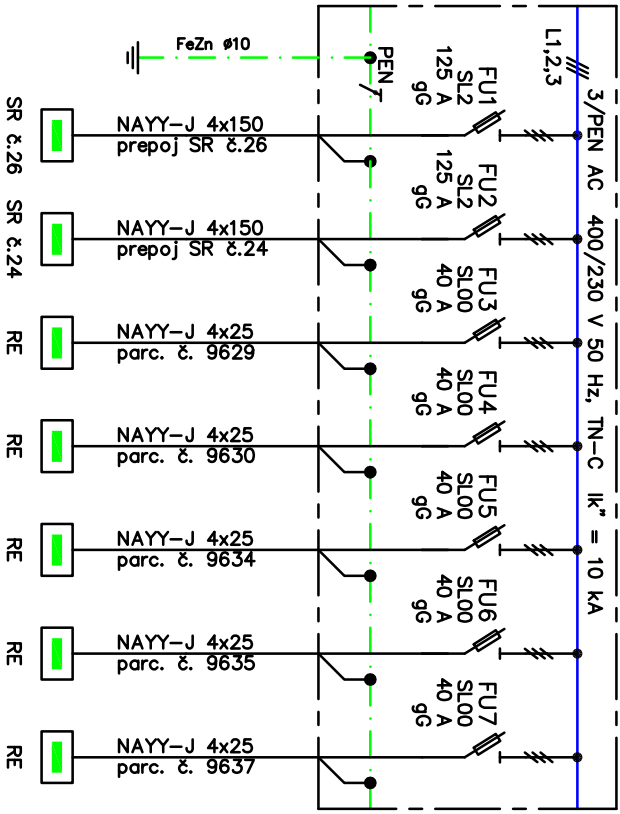 3/PEN AC 400/230 V 50 Hz, TN-C Ik" = 10 kA
L1,2,3
PEN
FeZn ø10
FU1
SL2
125 A
gG
FU2
SL2
125 A
gG
FU3
SL00
40 A
gG
FU4
SL00
40 A
gG
FU5
SL00
40 A
gG
FU6
SL00
40 A
gG
FU7
SL00
40 A
gG
NAYY-J 4x150
prepoj SR č.26
NAYY-J 4x150
prepoj SR č.24
NAYY-J 4x25
parc. č. 9629
NAYY-J 4x25
parc. č. 9630
NAYY-J 4x25
parc. č. 9634
NAYY-J 4x25
parc. č. 9635
NAYY-J 4x25
parc. č. 9637
SR č.26
SR č.24
RE
RE
RE
RE
RE